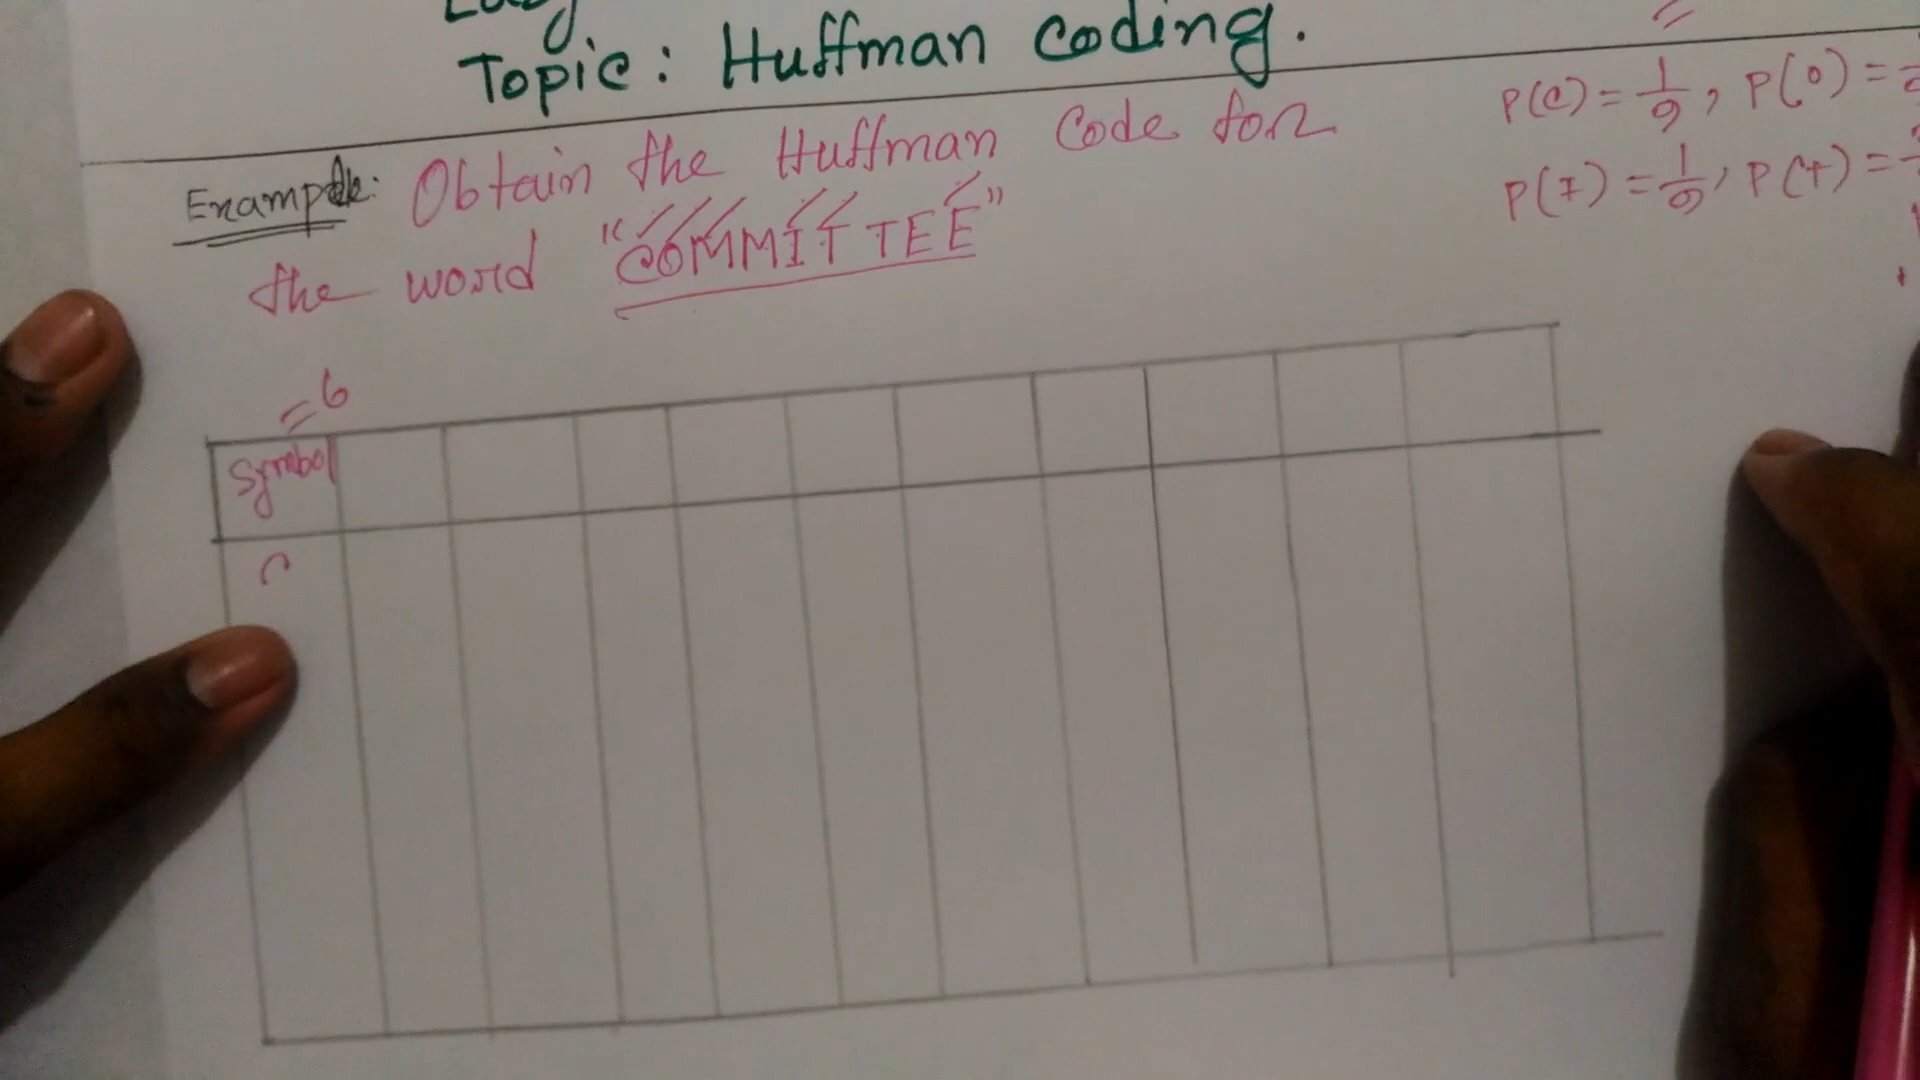 Topic: Huffman Coding.
P(C) = 1/9, P(O) =
P(I) = 1/9, P(T) =
Example: Obtain the Huffman Code for
the word "COMMITTEE"
= 6
Symbol
C